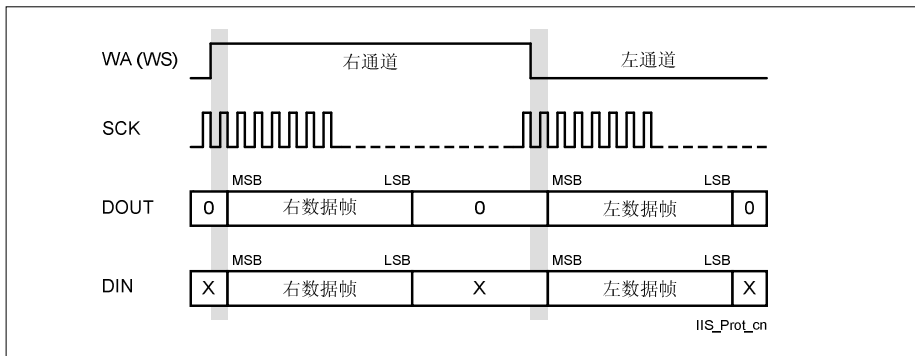 WA (WS)
右通道
左通道
SCK
MSB
LSB
MSB
LSB
DOUT
0
右数据帧
0
左数据帧
0
MSB
LSB
MSB
LSB
DIN
X
右数据帧
X
左数据帧
X
IIS_Prot_cn